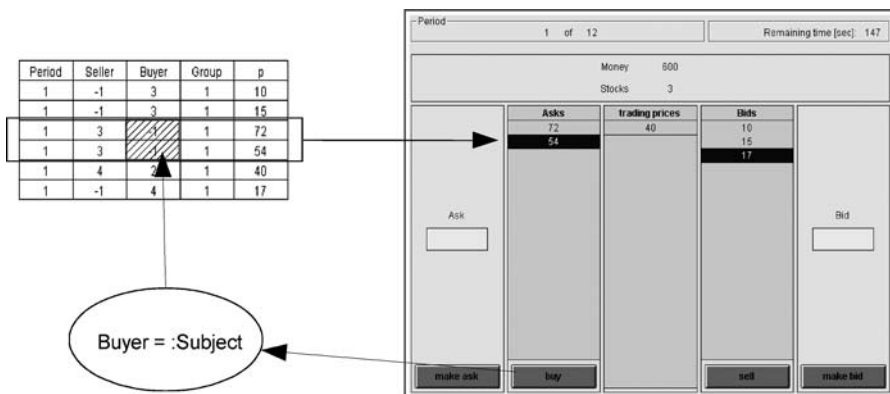 Period
1 of 12
Remaining time [sec]: 147
Money 600
Stocks 3
Period Seller Buyer Group p
1 -1 3 1 10
1 -1 3 1 15
1 3 -1 1 72
1 3 -1 1 54
1 4 2 1 40
1 -1 4 1 17
Asks trading prices Bids
72 40 10
54 15
17
Ask
Bid
Buyer = :Subject
make ask buy sell make bid